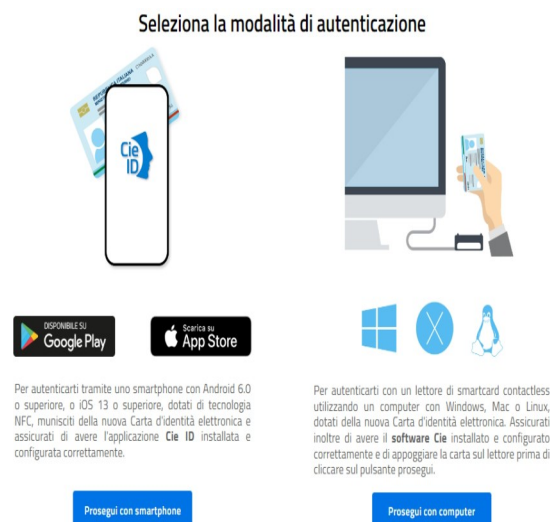 Seleziona la modalità di autenticazione
REPUBBLICA ITALIANA
Cie
ID
DISPONIBILE SU
Google Play
Scarica su
App Store
Per autenticarti tramite uno smartphone con Android 6.0
o superiore, o iOS 13 o superiore, dotati di tecnologia
NFC, munisciti della nuova Carta d'identità elettronica e
assicurati di avere l'applicazione Cie ID installata e
configurata correttamente.
Prosegui con smartphone
X
Per autenticarti con un lettore di smartcard contactless
utilizzando un computer con Windows, Mac o Linux,
dotati della nuova Carta d'identità elettronica. Assicurati
inoltre di avere il software Cie installato e configurato
correttamente e di appoggiare la carta sul lettore prima di
cliccare sul pulsante prosegui.
Prosegui con computer